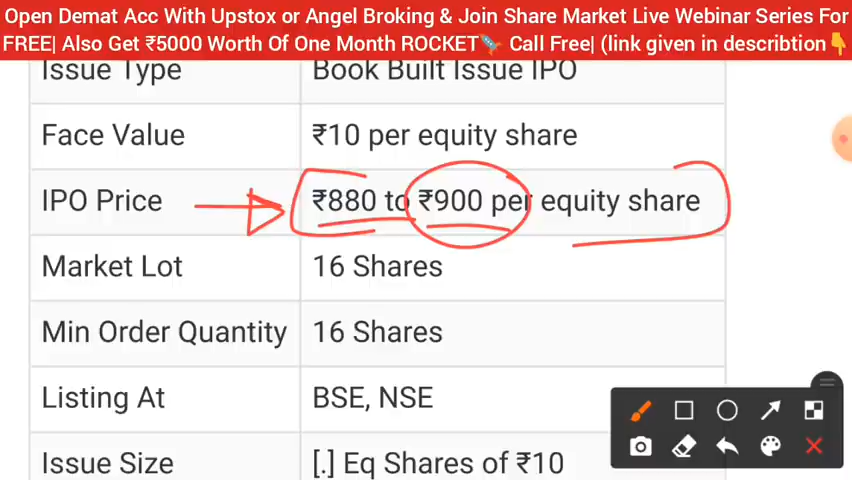 Open Demat Acc With Upstox or Angel Broking & Join Share Market Live Webinar Series For
FREE| Also Get ₹5000 Worth Of One Month ROCKET🚀 Call Free| (link given in describtion👇
Issue Type Book Built Issue IPO
Face Value ₹10 per equity share
IPO Price ₹880 to ₹900 per equity share
Market Lot 16 Shares
Min Order Quantity 16 Shares
Listing At BSE, NSE
Issue Size [.] Eq Shares of ₹10